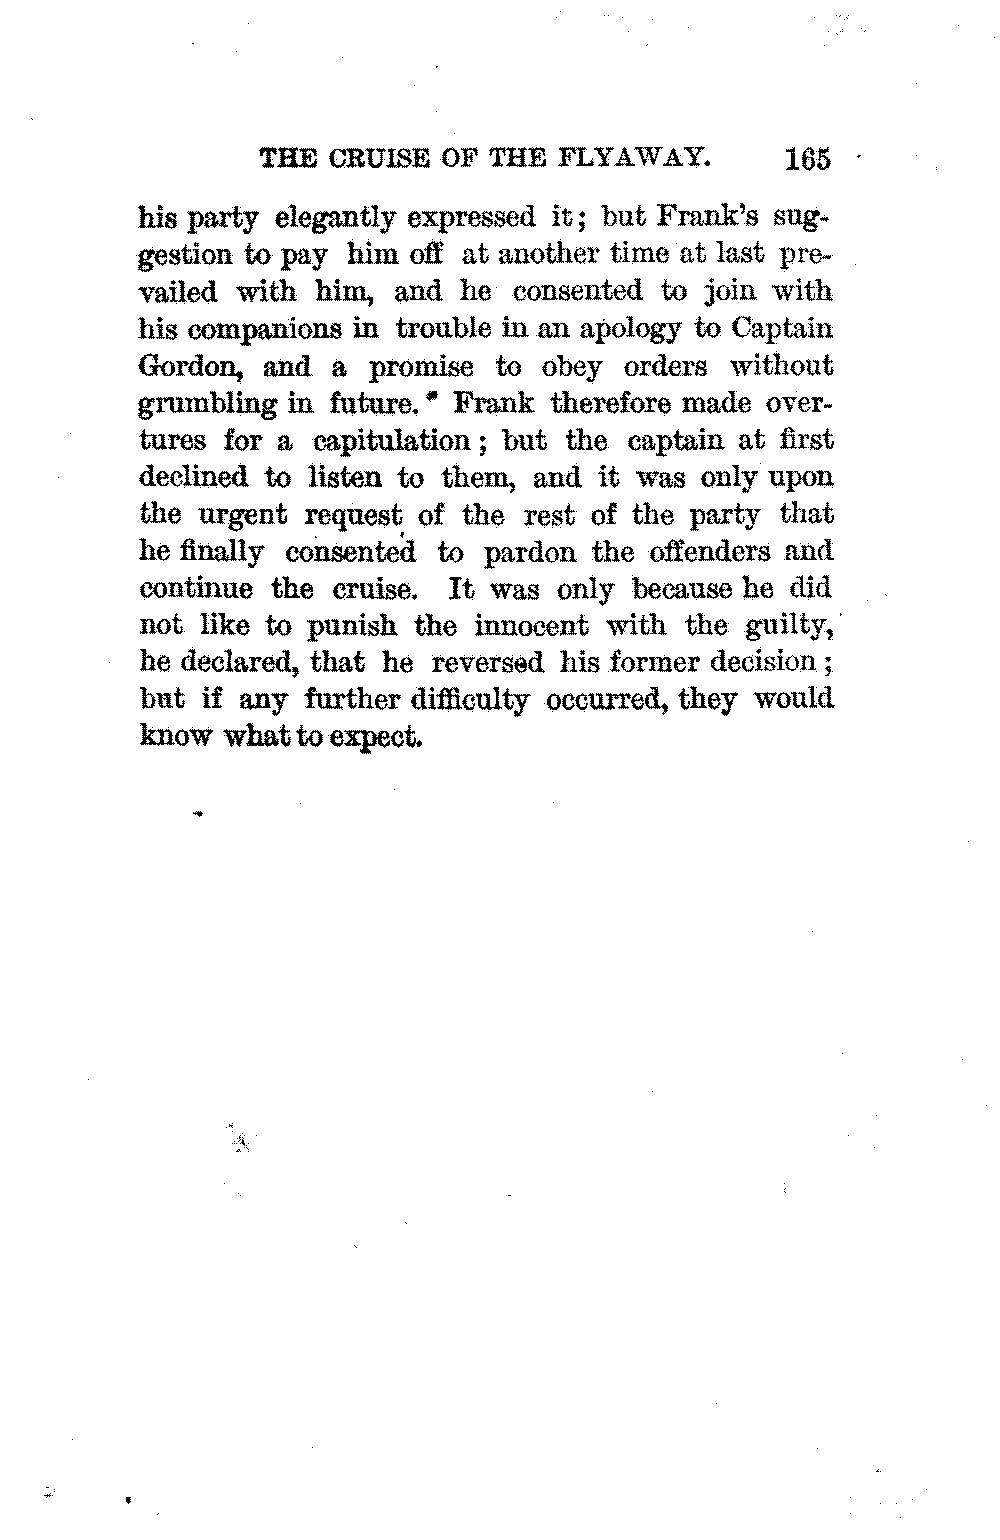 THE CRUISE OF THE FLYAWAY. 165
his party elegantly expressed it; but Frank's sug-
gestion to pay him off at another time at last pre-
vailed with him, and he consented to join with
his companions in trouble in an apology to Captain
Gordon, and a promise to obey orders without
grumbling in future. Frank therefore made over-
tures for a capitulation; but the captain at first
declined to listen to them, and it was only upon
the urgent request of the rest of the party that
he finally consented to pardon the offenders and
continue the cruise. It was only because he did
not like to punish the innocent with the guilty,
he declared, that he reversed his former decision;
but if any further difficulty occurred, they would
know what to expect.